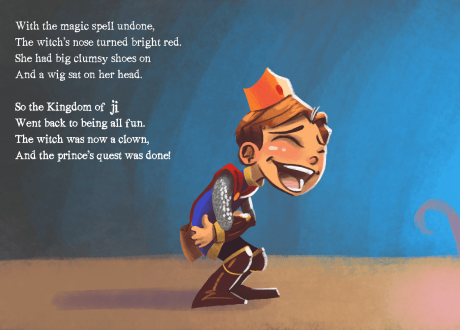 With the magic spell undone,
The witch's nose turned bright red.
She had big clumsy shoes on
And a wig sat on her head.
So the Kingdom of ji
Went back to being all fun.
The witch was now a clown,
And the prince's quest was done!